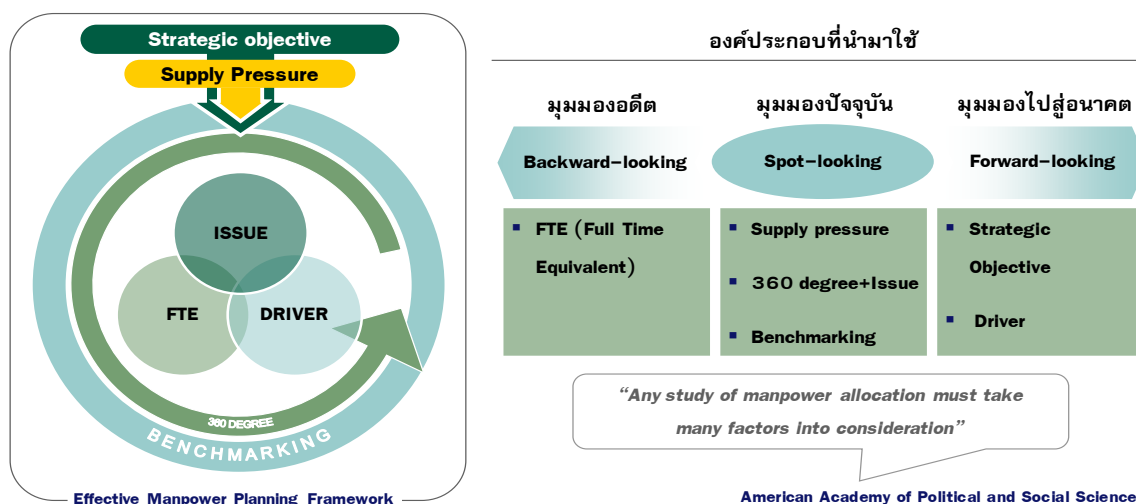 Strategic objective
Supply Pressure
ISSUE
FTE
DRIVER
360 DEGREE
BENCHMARKING
Effective Manpower Planning Framework
องค์ประกอบที่นำมาใช้
มุมมองอดีต
มุมมองปัจจุบัน
มุมมองไปสู่อนาคต
Backward-looking
Spot-looking
Forward-looking
▪ FTE (Full Time
Equivalent)
▪ Supply pressure
▪ 360 degree+Issue
▪ Benchmarking
▪ Strategic
Objective
▪ Driver
“Any study of manpower allocation must take
many factors into consideration”
American Academy of Political and Social Science